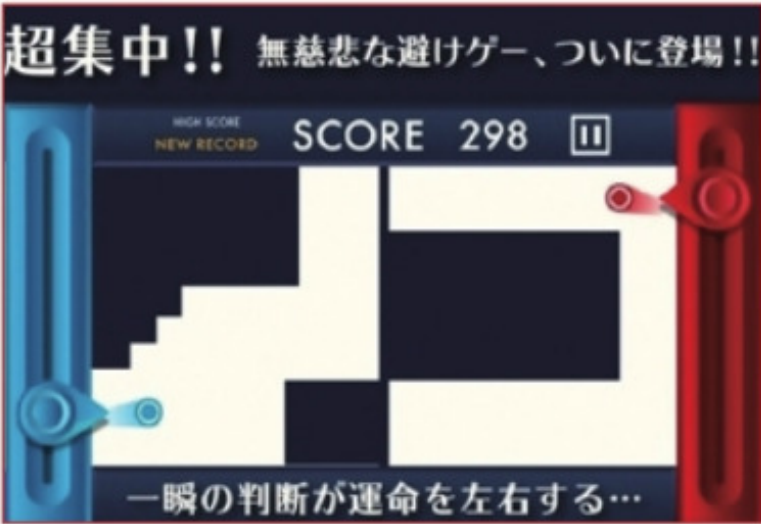 超集中!! 無慈悲な避けゲー、ついに登場!!
HIGH SCORE
NEW RECORD
SCORE 298
一瞬の判断が運命を左右する…